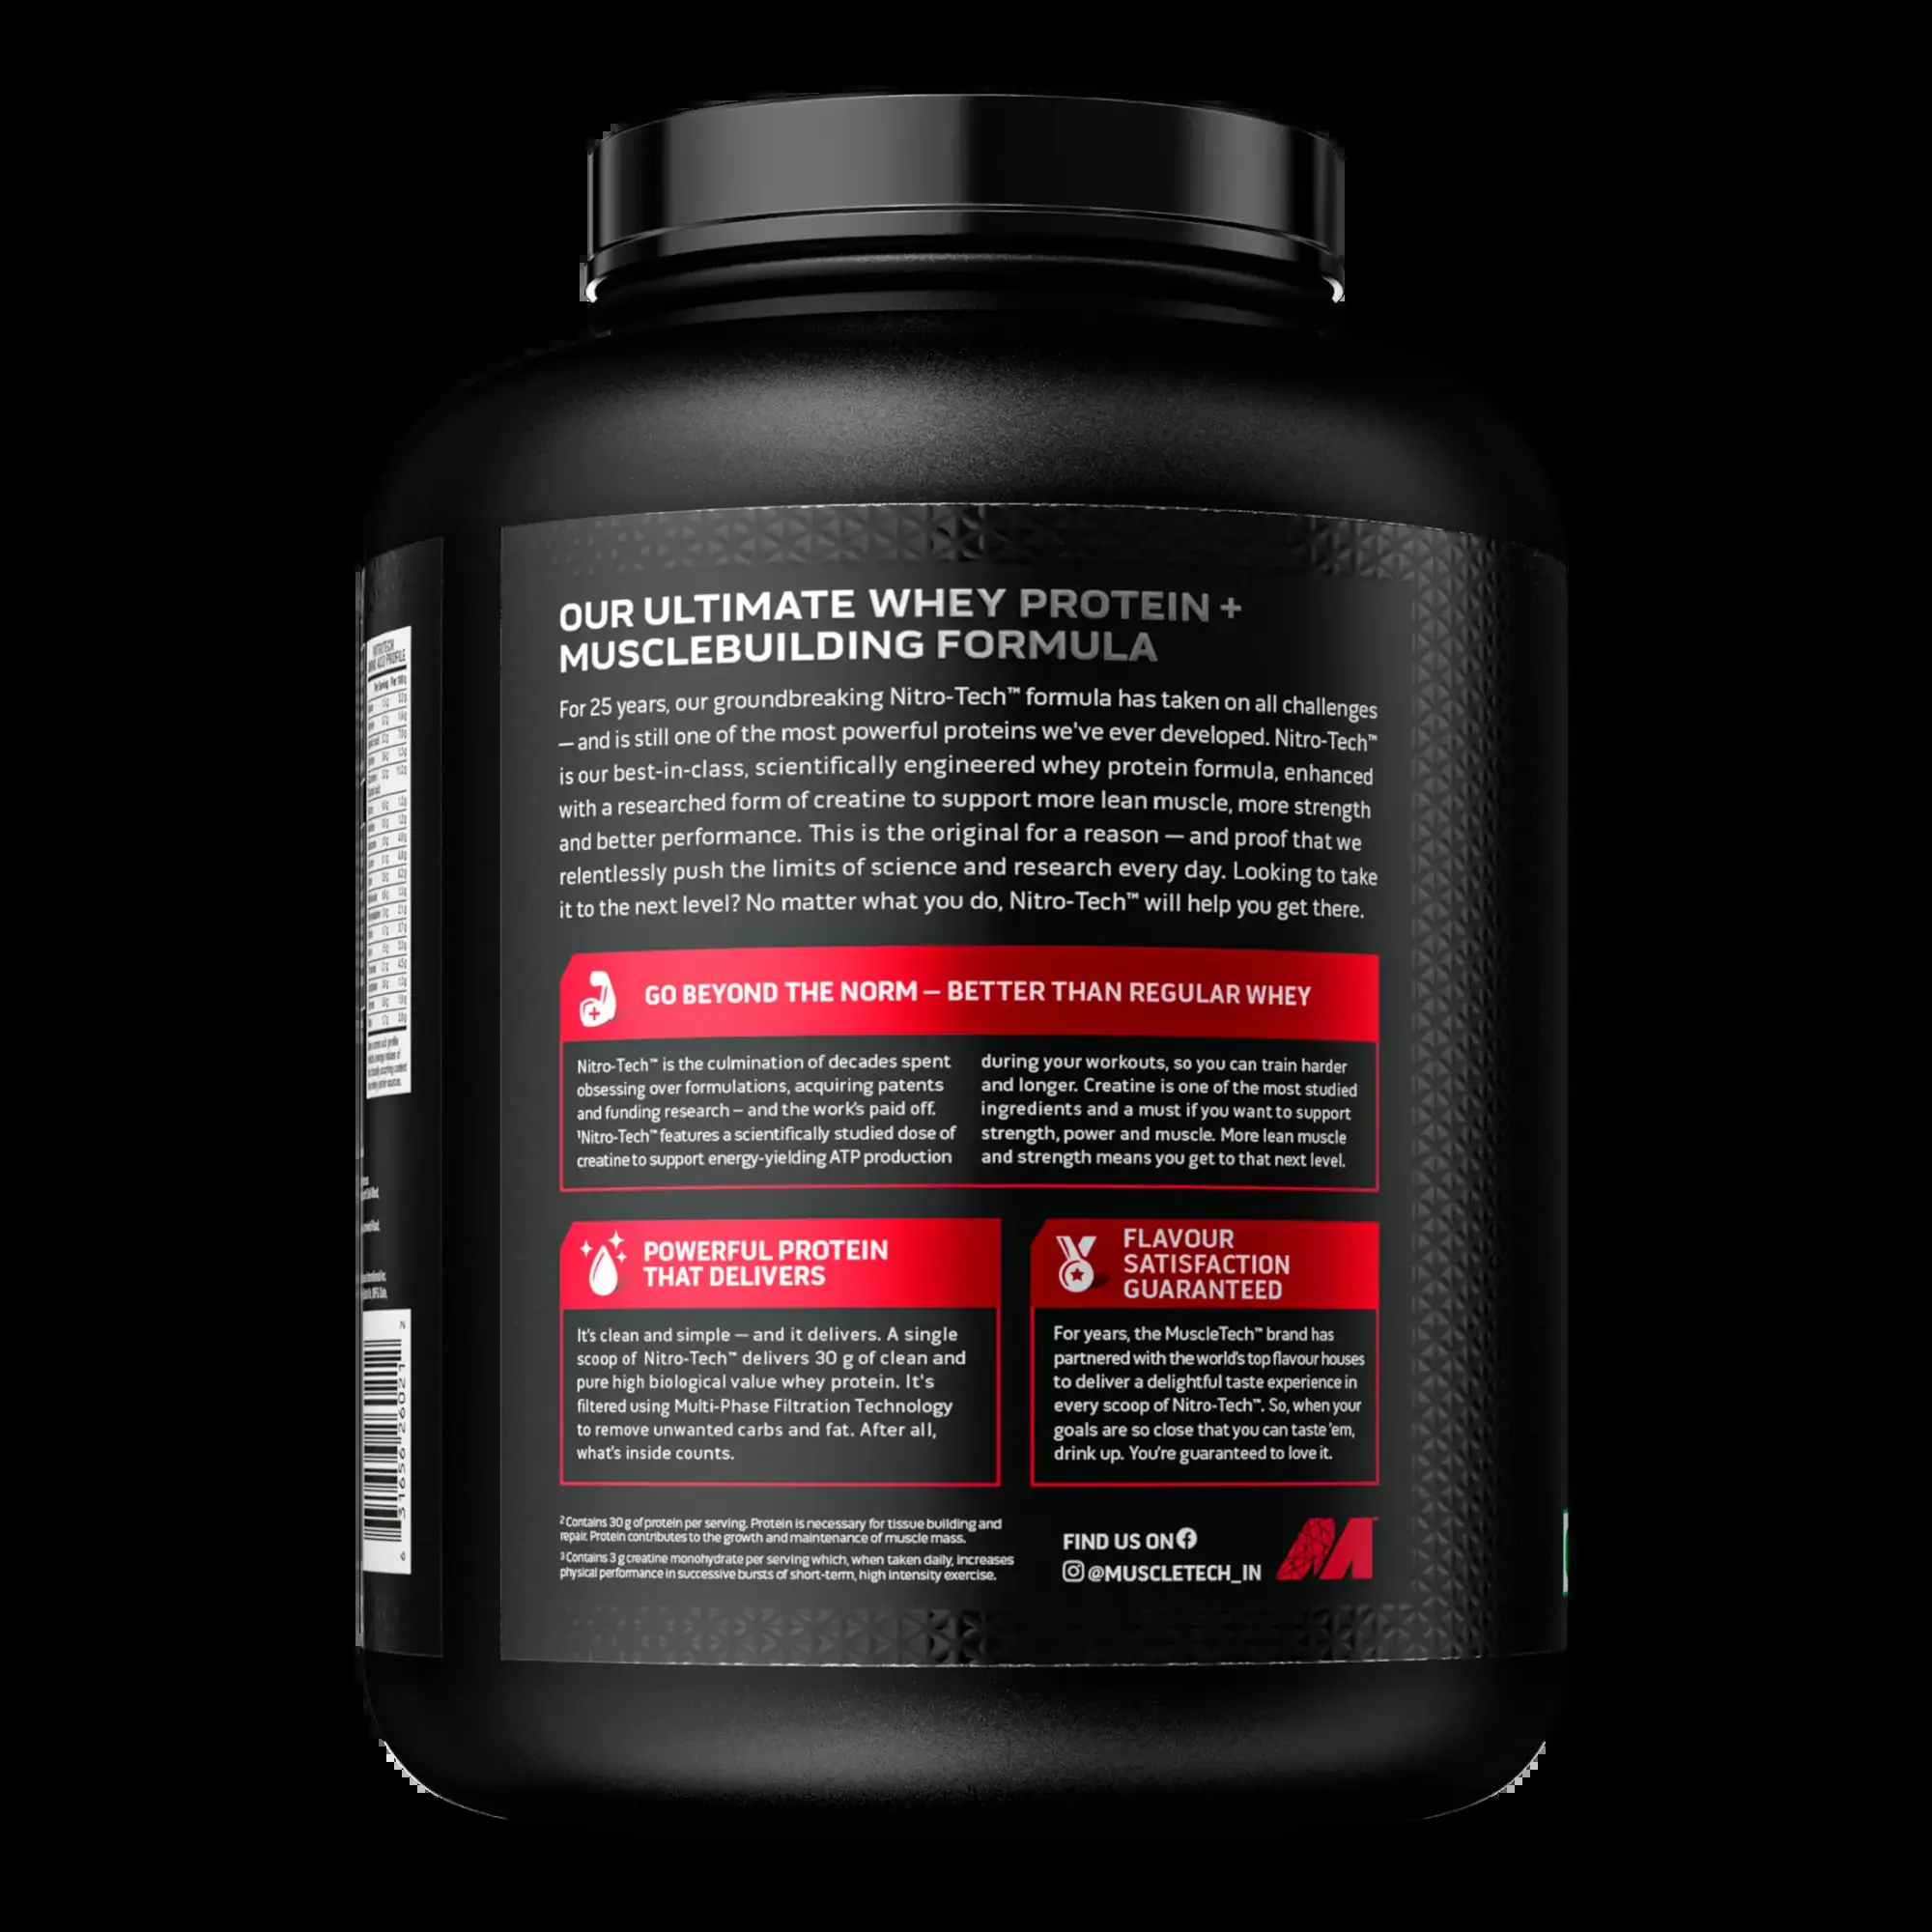 OUR ULTIMATE WHEY PROTEIN +
MUSCLEBUILDING FORMULA
For 25 years, our groundbreaking Nitro-Tech™ formula has taken on all challenges
— and is still one of the most powerful proteins we've ever developed. Nitro-Tech™
is our best-in-class, scientifically engineered whey protein formula, enhanced
with a researched form of creatine to support more lean muscle, more strength
and better performance. This is the original for a reason — and proof that we
relentlessly push the limits of science and research every day. Looking to take
it to the next level? No matter what you do, Nitro-Tech™ will help you get there.
GO BEYOND THE NORM — BETTER THAN REGULAR WHEY
Nitro-Tech™ is the culmination of decades spent
obsessing over formulations, acquiring patents
and funding research – and the work's paid off.
¹Nitro-Tech™ features a scientifically studied dose of
creatine to support energy-yielding ATP production
during your workouts, so you can train harder
and longer. Creatine is one of the most studied
ingredients and a must if you want to support
strength, power and muscle. More lean muscle
and strength means you get to that next level.
POWERFUL PROTEIN
THAT DELIVERS
It's clean and simple — and it delivers. A single
scoop of Nitro-Tech™ delivers 30 g of clean and
pure high biological value whey protein. It's
filtered using Multi-Phase Filtration Technology
to remove unwanted carbs and fat. After all,
what's inside counts.
FLAVOUR
SATISFACTION
GUARANTEED
For years, the MuscleTech™ brand has
partnered with the world's top flavour houses
to deliver a delightful taste experience in
every scoop of Nitro-Tech™. So, when your
goals are so close that you can taste 'em,
drink up. You're guaranteed to love it.
² Contains 30 g of protein per serving. Protein is necessary for tissue building and
repair. Protein contributes to the growth and maintenance of muscle mass.
³ Contains 3 g creatine monohydrate per serving which, when taken daily, increases
physical performance in successive bursts of short-term, high intensity exercise.
FIND US ON
@MUSCLETECH_IN
NITROTECH
AMINO ACID PROFILE
Per Serving Per 100g
31656 26021